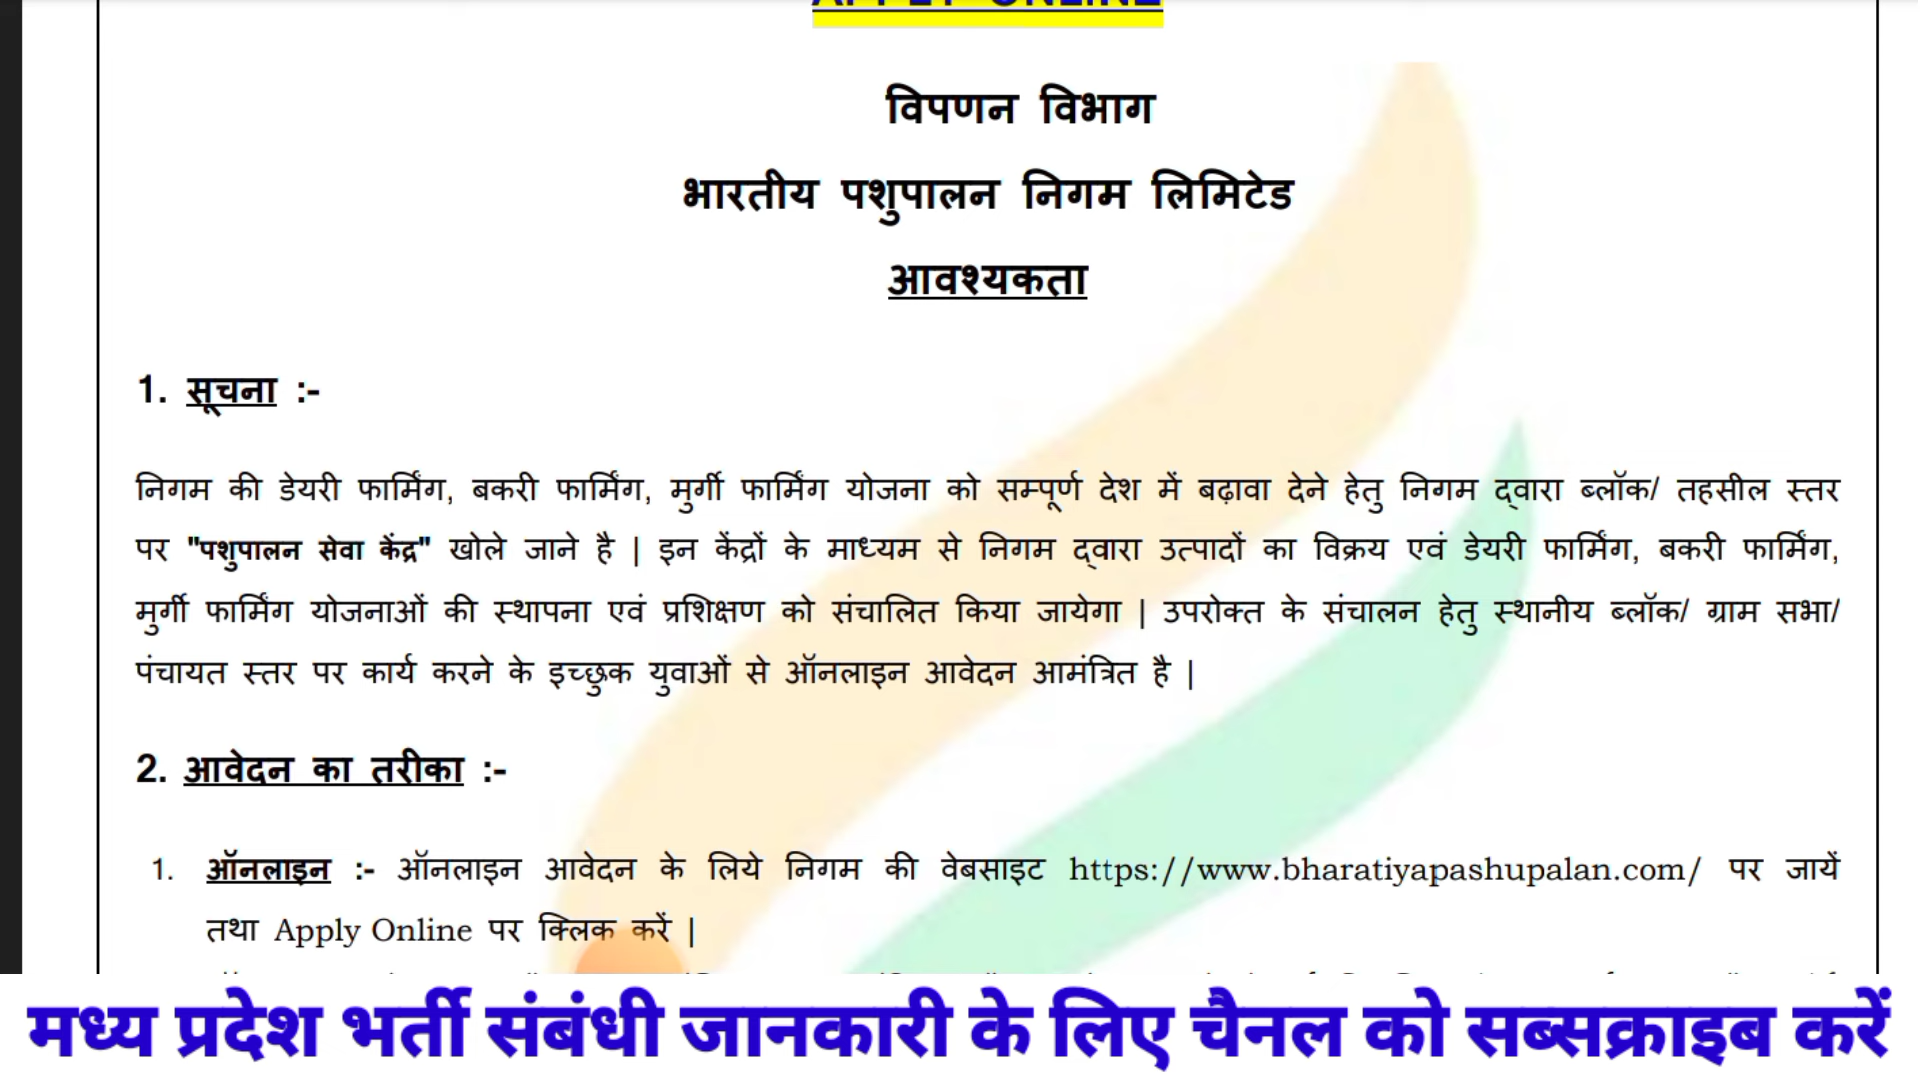 APPLY ONLINE
विपणन विभाग
भारतीय पशुपालन निगम लिमिटेड
आवश्यकता
1. सूचना :-
निगम की डेयरी फार्मिंग, बकरी फार्मिंग, मुर्गी फार्मिंग योजना को सम्पूर्ण देश में बढ़ावा देने हेतु निगम द्वारा ब्लॉक/ तहसील स्तर
पर "पशुपालन सेवा केंद्र" खोले जाने है | इन केंद्रों के माध्यम से निगम द्वारा उत्पादों का विक्रय एवं डेयरी फार्मिंग, बकरी फार्मिंग,
मुर्गी फार्मिंग योजनाओं की स्थापना एवं प्रशिक्षण को संचालित किया जायेगा | उपरोक्त के संचालन हेतु स्थानीय ब्लॉक/ ग्राम सभा/
पंचायत स्तर पर कार्य करने के इच्छुक युवाओं से ऑनलाइन आवेदन आमंत्रित है |
2. आवेदन का तरीका :-
1. ऑनलाइन :- ऑनलाइन आवेदन के लिये निगम की वेबसाइट https://www.bharatiyapashupalan.com/ पर जायें
तथा Apply Online पर क्लिक करें |
मध्य प्रदेश भर्ती संबंधी जानकारी के लिए चैनल को सब्सक्राइब करें